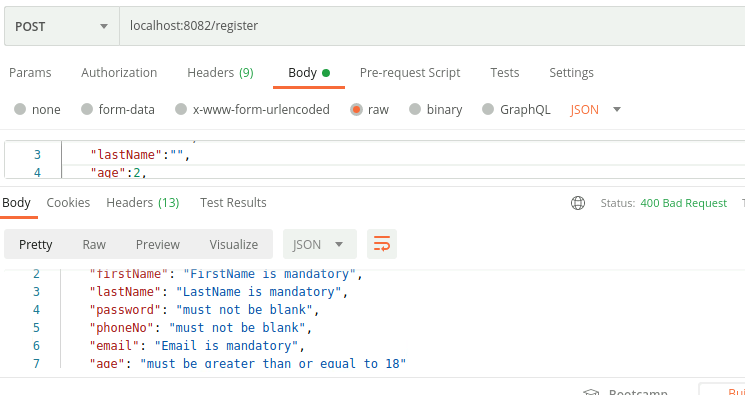 POST localhost:8082/register
Params Authorization Headers (9) Body Pre-request Script Tests Settings
none form-data x-www-form-urlencoded raw binary GraphQL JSON
3 "lastName":"",
4 "age":2,
Body Cookies Headers (13) Test Results Status: 400 Bad Request
Pretty Raw Preview Visualize JSON
2 "firstName": "FirstName is mandatory",
3 "lastName": "LastName is mandatory",
4 "password": "must not be blank",
5 "phoneNo": "must not be blank",
6 "email": "Email is mandatory",
7 "age": "must be greater than or equal to 18"
Bootcamp